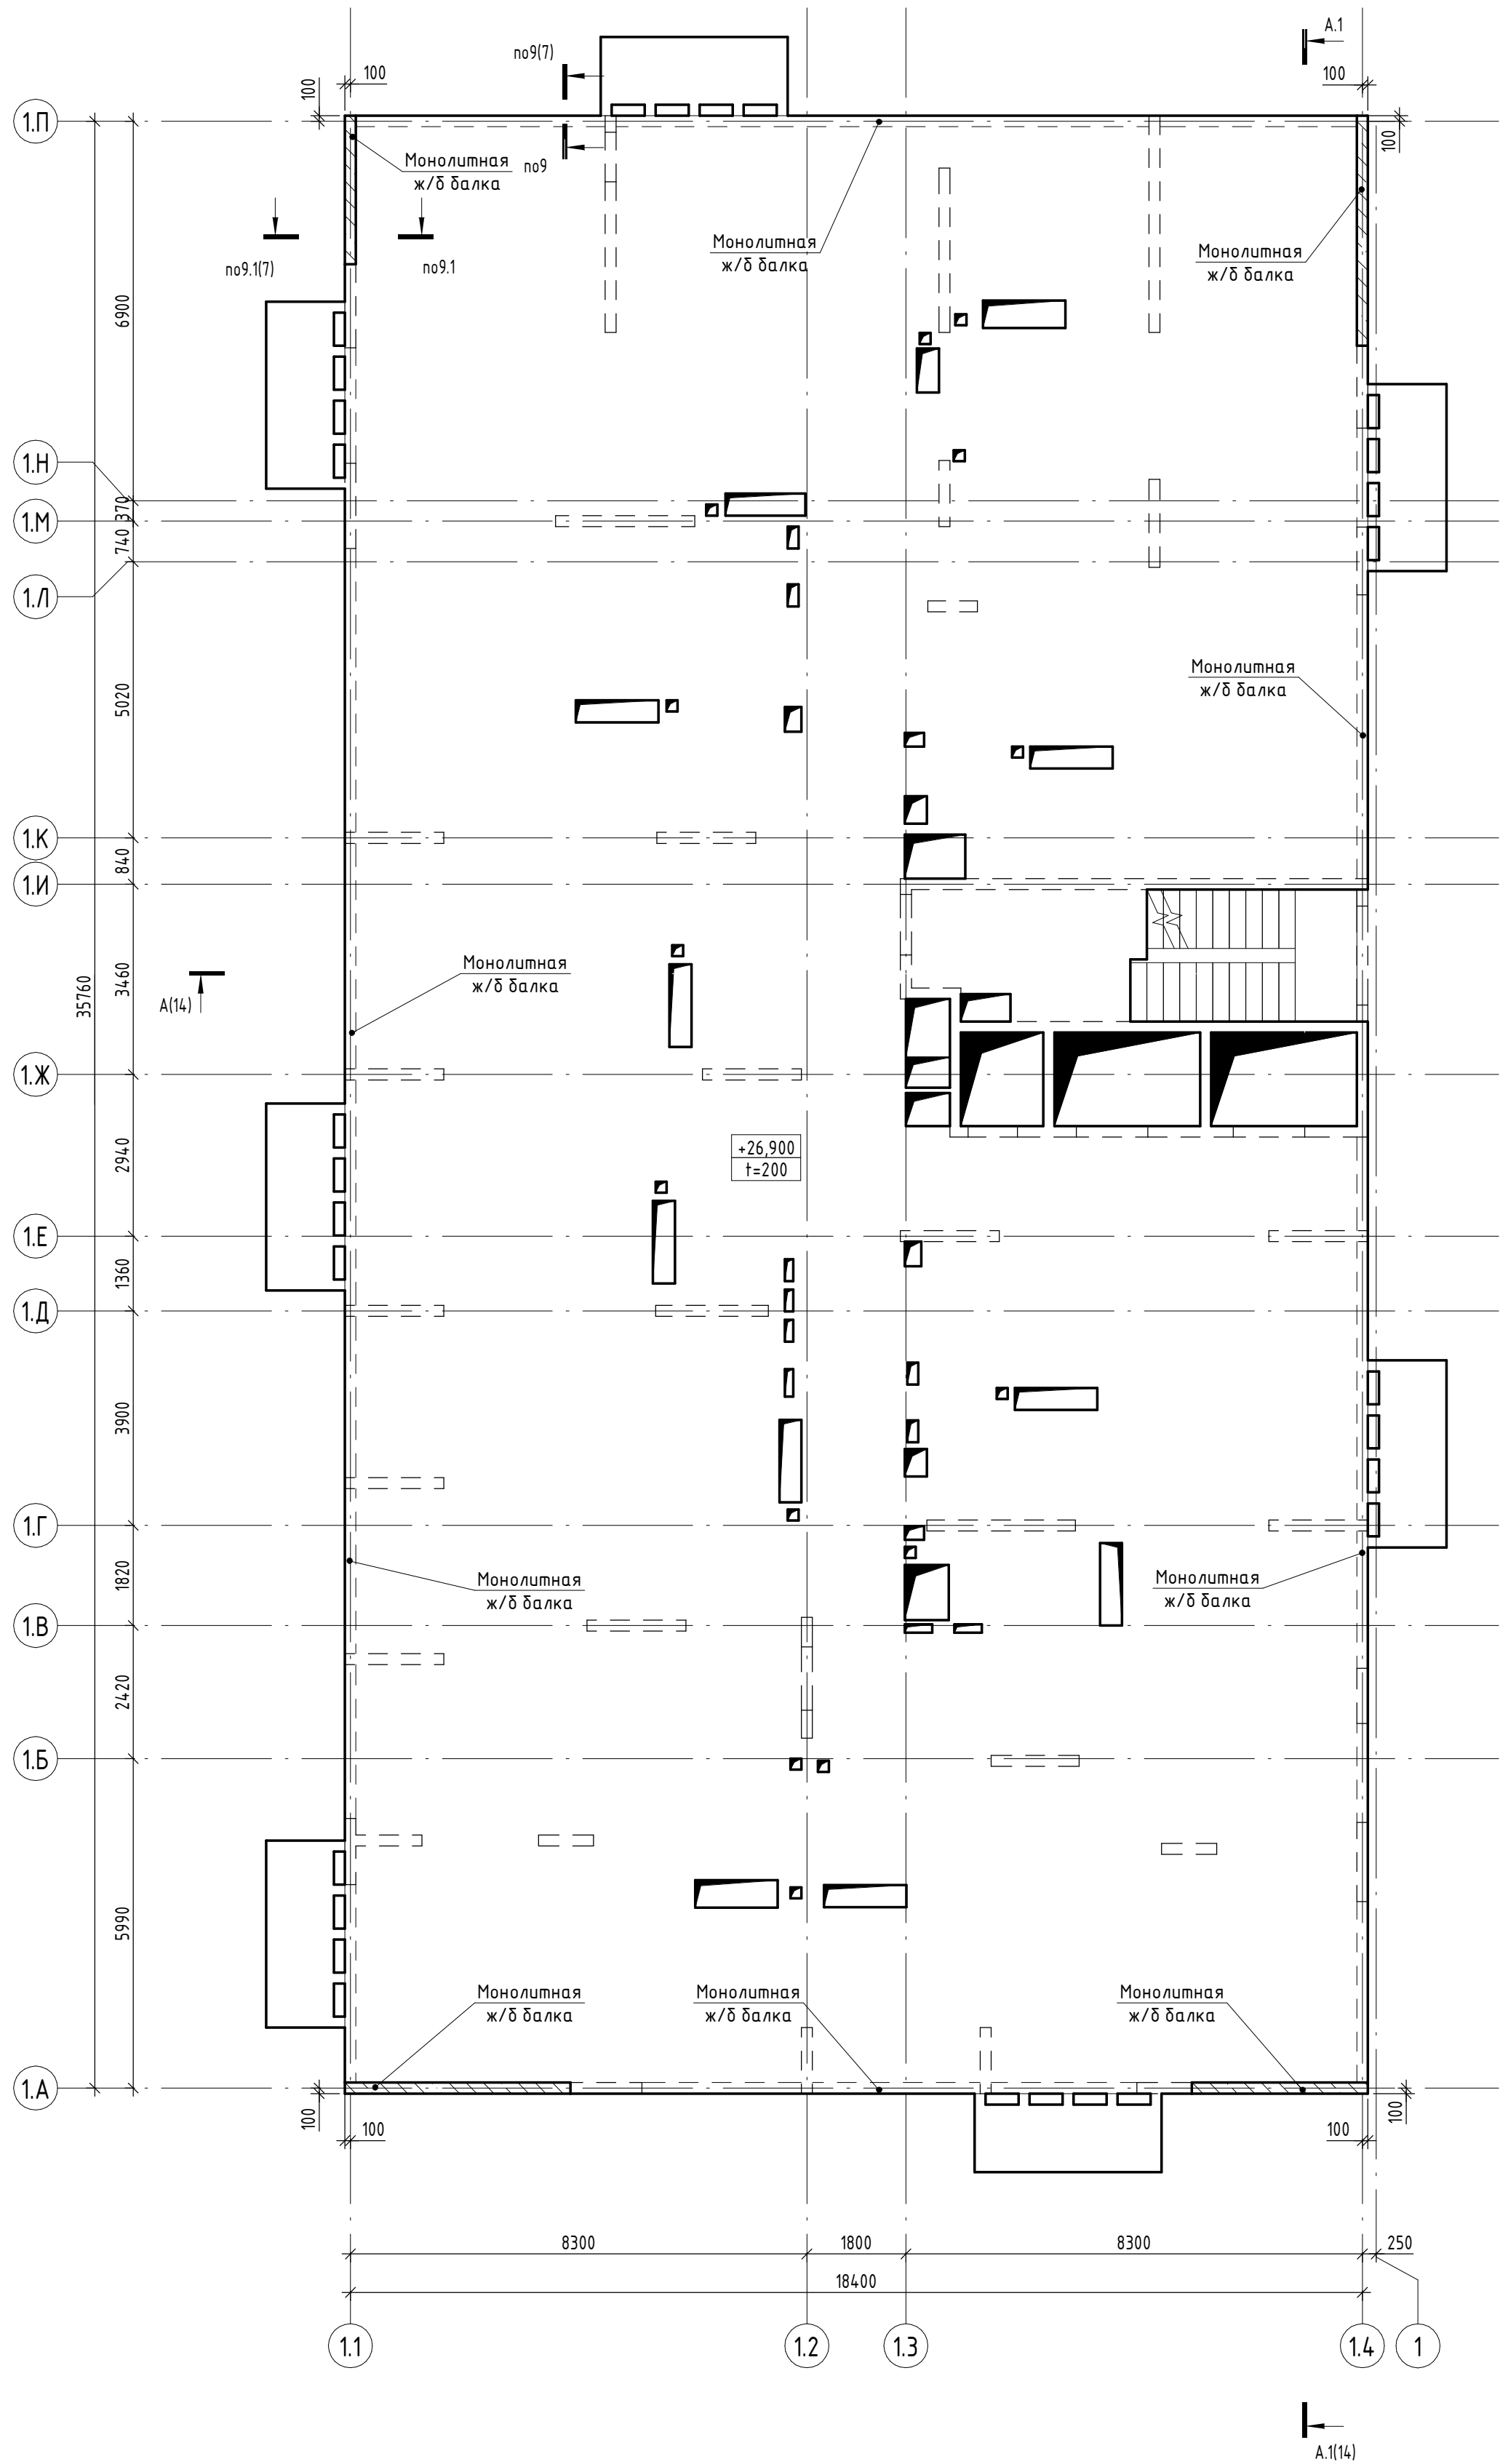 по9(7)
А.1
100
100
100
100
1.П
Монолитная
ж/б балка
по9
Монолитная
ж/б балка
Монолитная
ж/б балка
по9.1(7)
по9.1
6900
1.Н
370
1.М
740
1.Л
Монолитная
ж/б балка
5020
1.К
840
1.И
Монолитная
ж/б балка
3460
35760
А(14)
1.Ж
+26,900
t=200
2940
1.Е
1360
1.Д
3900
1.Г
Монолитная
ж/б балка
Монолитная
ж/б балка
1820
1.В
2420
1.Б
5990
Монолитная
ж/б балка
Монолитная
ж/б балка
Монолитная
ж/б балка
1.А
100
100
100
100
8300
1800
8300
250
18400
1.1
1.2
1.3
1.4
1
А.1(14)